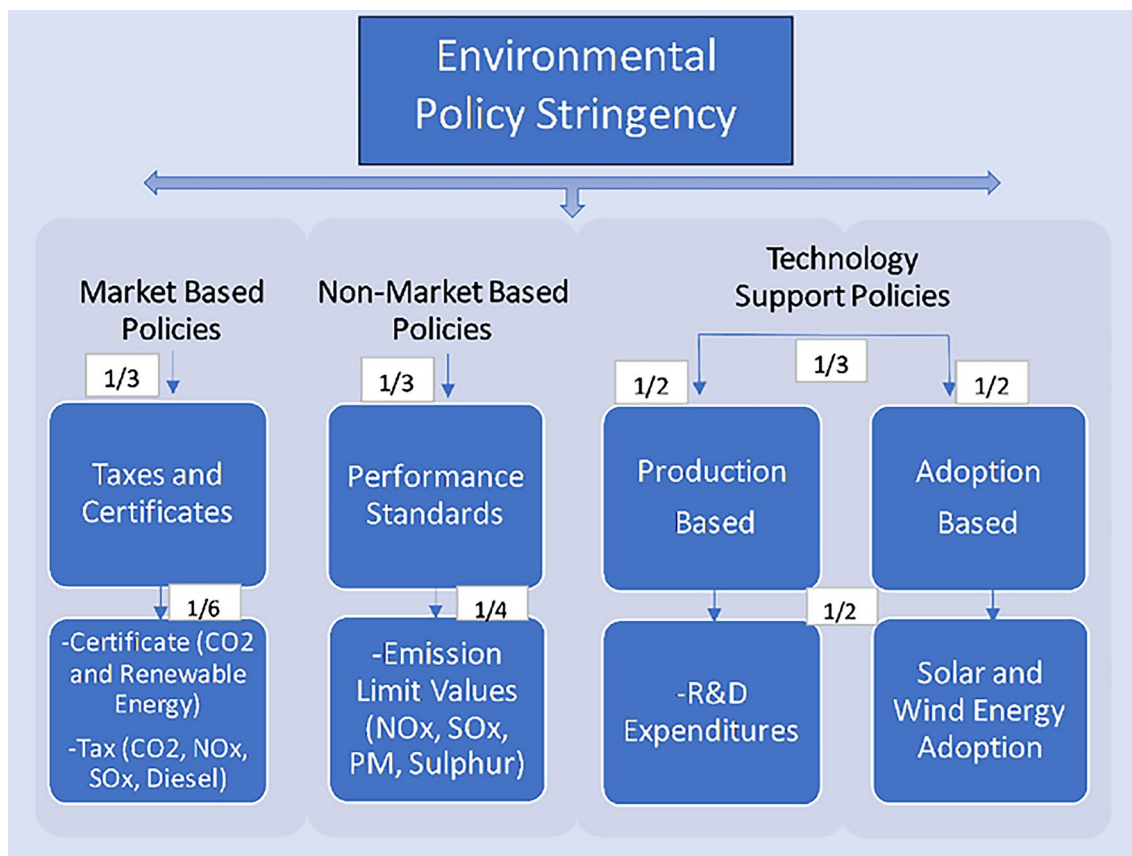 Environmental
Policy Stringency
Market Based
Policies
1/3
Taxes and
Certificates
1/6
-Certificate (CO2
and Renewable
Energy)
-Tax (CO2, NOx,
SOx, Diesel)
Non-Market Based
Policies
1/3
Performance
Standards
1/4
-Emission
Limit Values
(NOx, SOx,
PM, Sulphur)
Technology
Support Policies
1/3
1/2
Production
Based
-R&D
Expenditures
1/2
Adoption
Based
1/2
Solar and
Wind Energy
Adoption